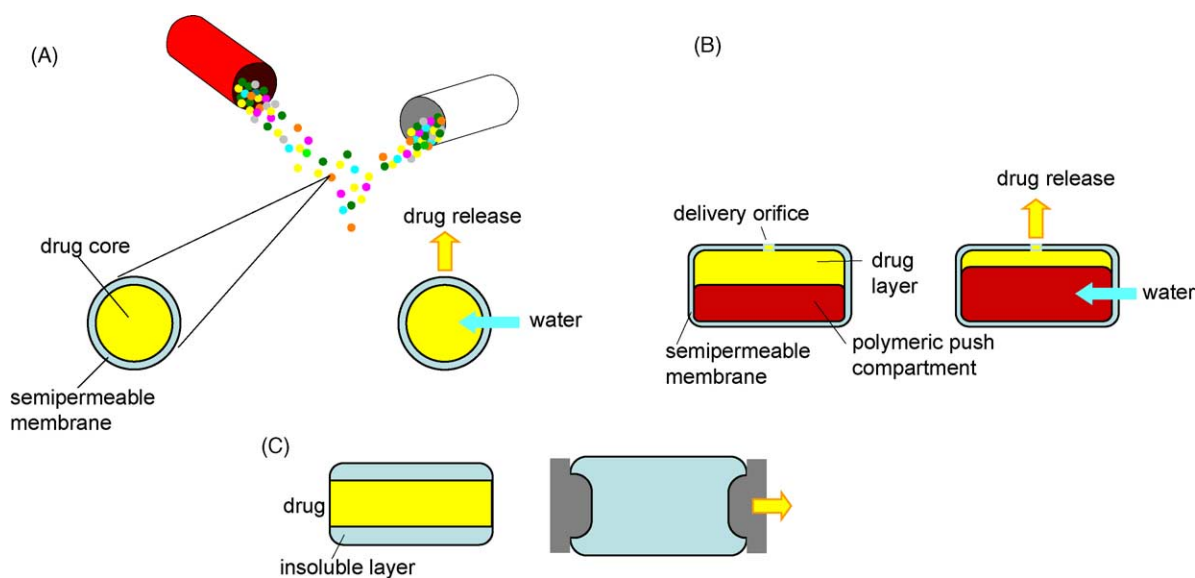 (A)
drug core
semipermeable
membrane
drug release
water
(B)
delivery orifice
drug
layer
semipermeable
membrane
polymeric push
compartment
drug release
water
(C)
drug
insoluble layer